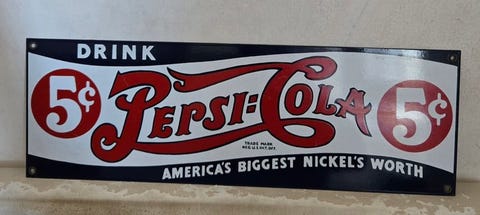 DRINK
5¢ PEPSI=COLA 5¢
TRADE MARK
REG. U.S. PAT. OFF.
AMERICA'S BIGGEST NICKEL'S WORTH